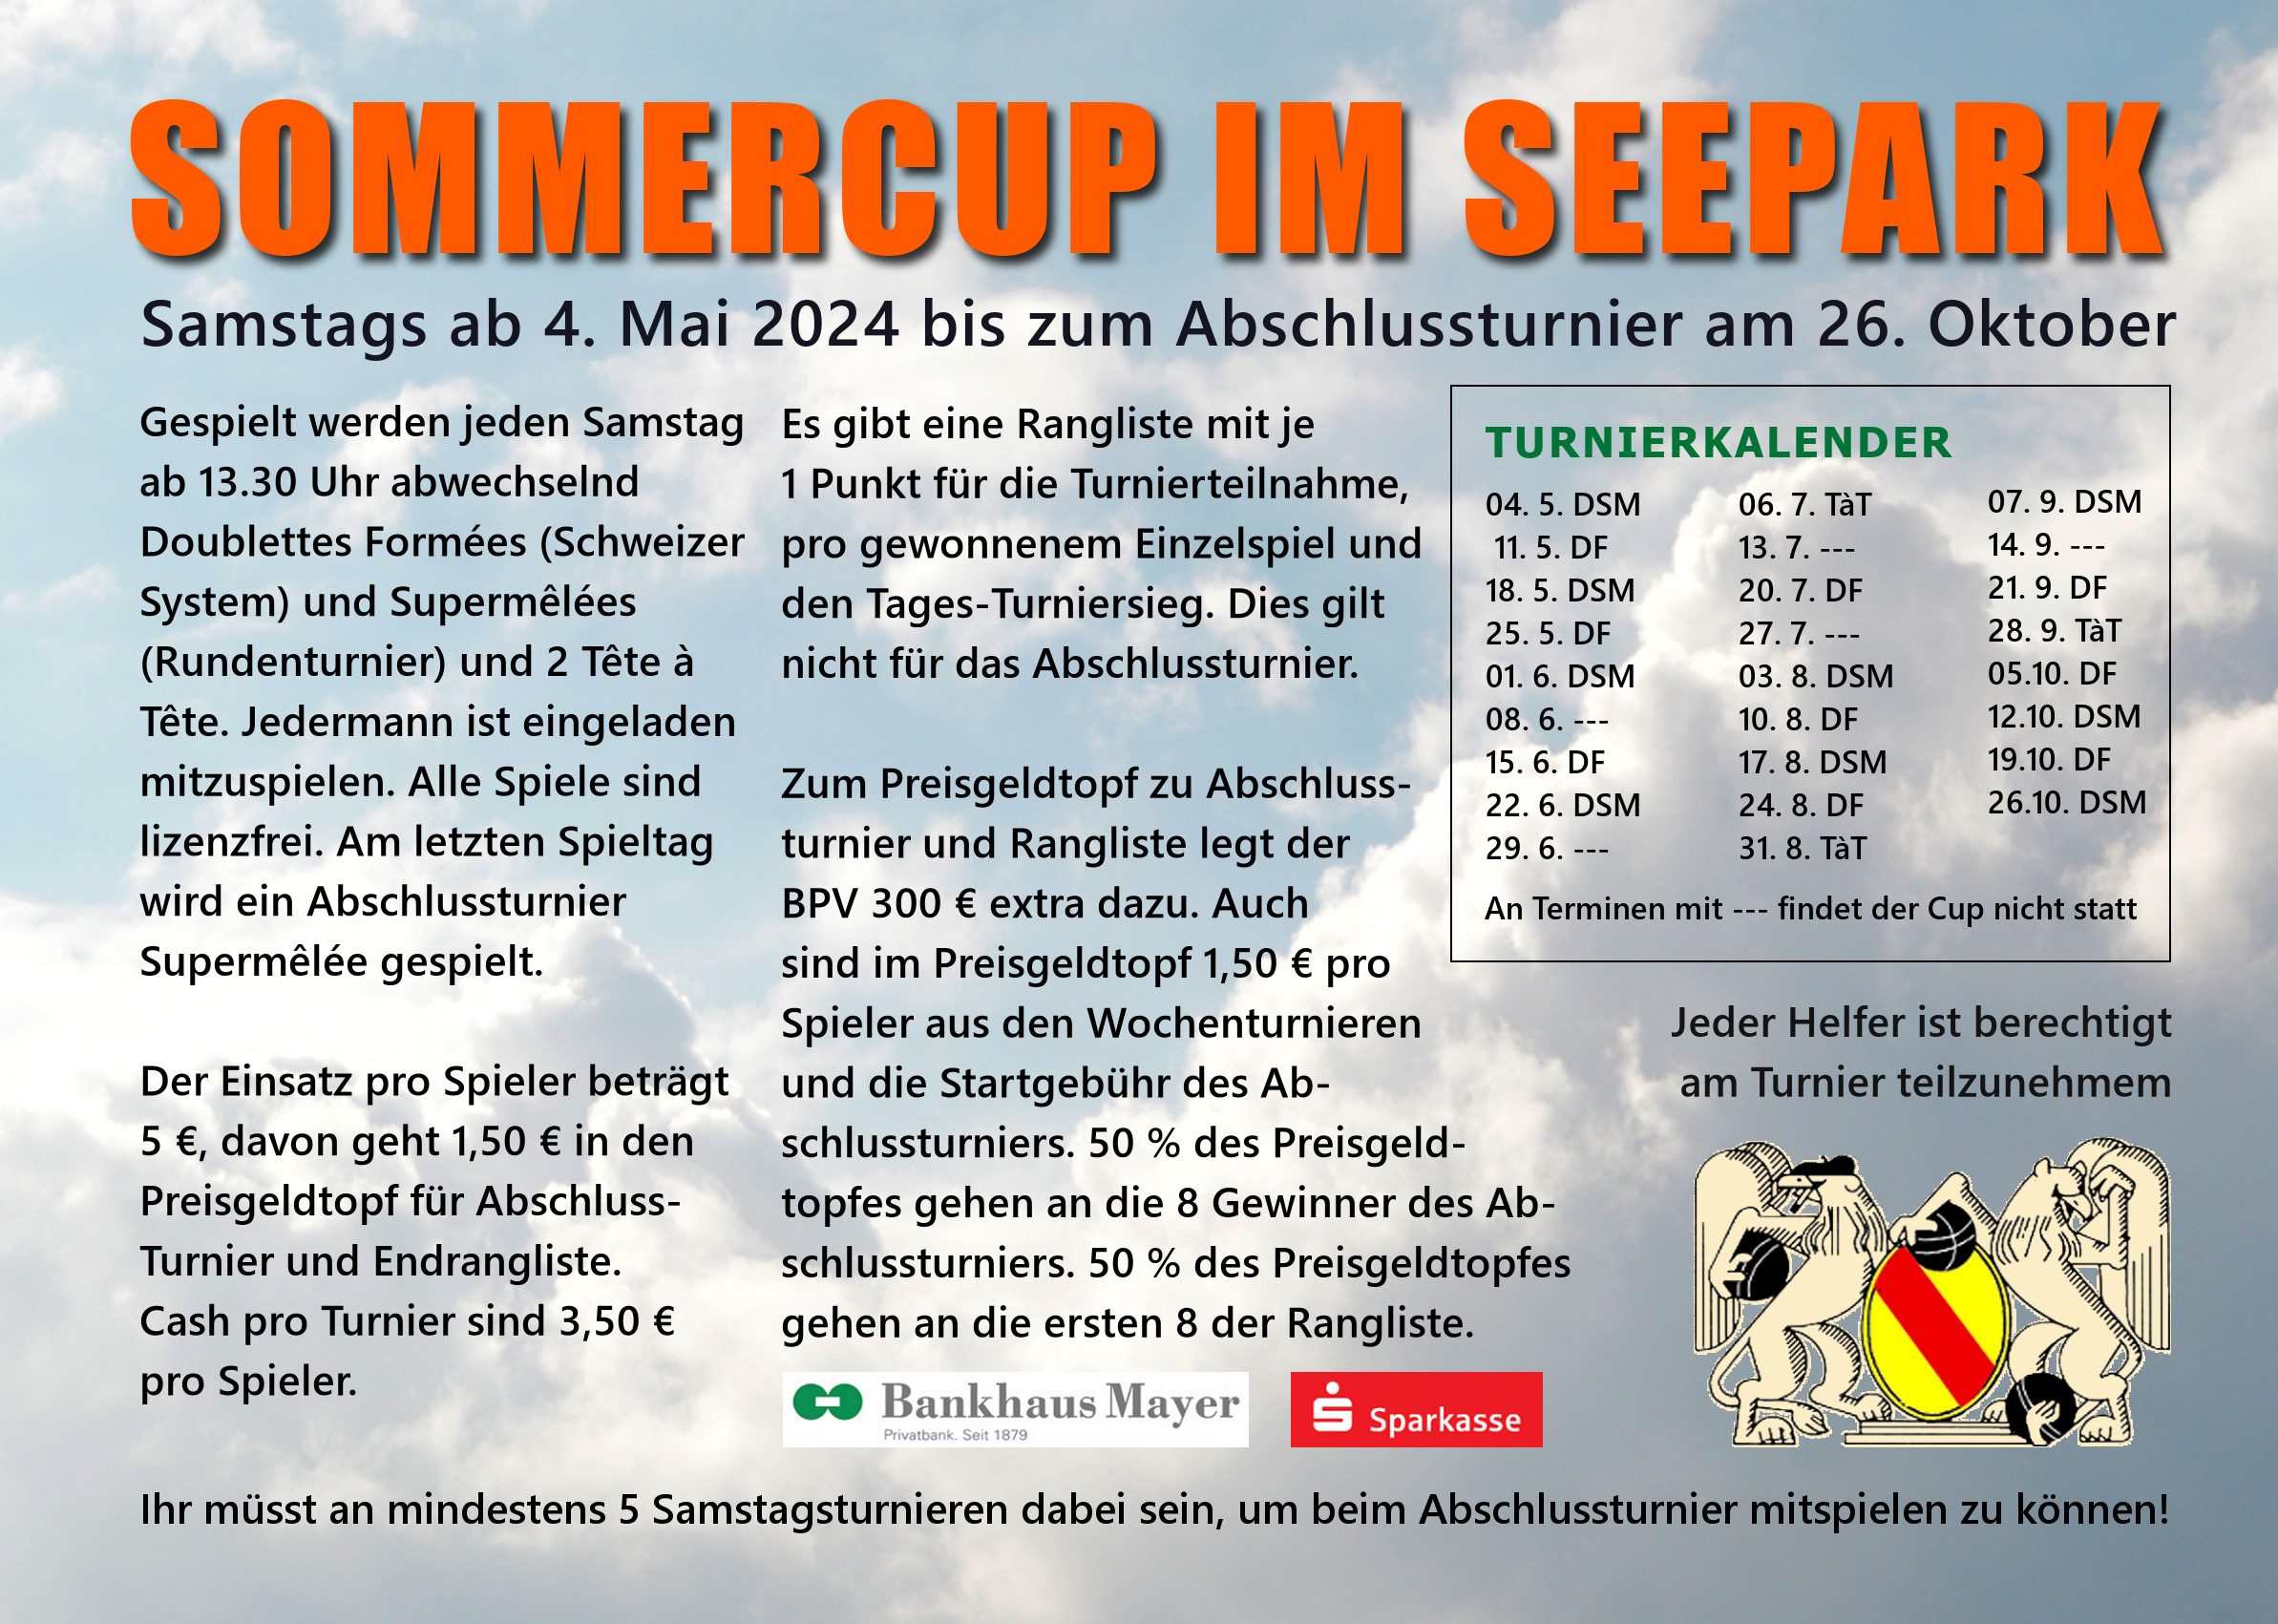 SOMMERCUP IM SEEPARK
Samstags ab 4. Mai 2024 bis zum Abschlussturnier am 26. Oktober
Gespielt werden jeden Samstag
ab 13.30 Uhr abwechselnd
Doublettes Formées (Schweizer
System) und Supermêlées
(Rundenturnier) und 2 Tête à
Tête. Jedermann ist eingeladen
mitzuspielen. Alle Spiele sind
lizenzfrei. Am letzten Spieltag
wird ein Abschlussturnier
Supermêlée gespielt.
Der Einsatz pro Spieler beträgt
5 €, davon geht 1,50 € in den
Preisgeldtopf für Abschluss-
Turnier und Endrangliste.
Cash pro Turnier sind 3,50 €
pro Spieler.
Es gibt eine Rangliste mit je
1 Punkt für die Turnierteilnahme,
pro gewonnenem Einzelspiel und
den Tages-Turniersieg. Dies gilt
nicht für das Abschlussturnier.
Zum Preisgeldtopf zu Abschluss-
turnier und Rangliste legt der
BPV 300 € extra dazu. Auch
sind im Preisgeldtopf 1,50 € pro
Spieler aus den Wochenturnieren
und die Startgebühr des Ab-
schlussturniers. 50 % des Preisgeld-
topfes gehen an die 8 Gewinner des Ab-
schlussturniers. 50 % des Preisgeldtopfes
gehen an die ersten 8 der Rangliste.
Bankhaus Mayer
Privatbank. Seit 1879
Sparkasse
TURNIERKALENDER
04. 5. DSM
11. 5. DF
18. 5. DSM
25. 5. DF
01. 6. DSM
08. 6. ---
15. 6. DF
22. 6. DSM
29. 6. ---
06. 7. TàT
13. 7. ---
20. 7. DF
27. 7. ---
03. 8. DSM
10. 8. DF
17. 8. DSM
24. 8. DF
31. 8. TàT
07. 9. DSM
14. 9. ---
21. 9. DF
28. 9. TàT
05.10. DF
12.10. DSM
19.10. DF
26.10. DSM
An Terminen mit --- findet der Cup nicht statt
Jeder Helfer ist berechtigt
am Turnier teilzunehmem
Ihr müsst an mindestens 5 Samstagsturnieren dabei sein, um beim Abschlussturnier mitspielen zu können!